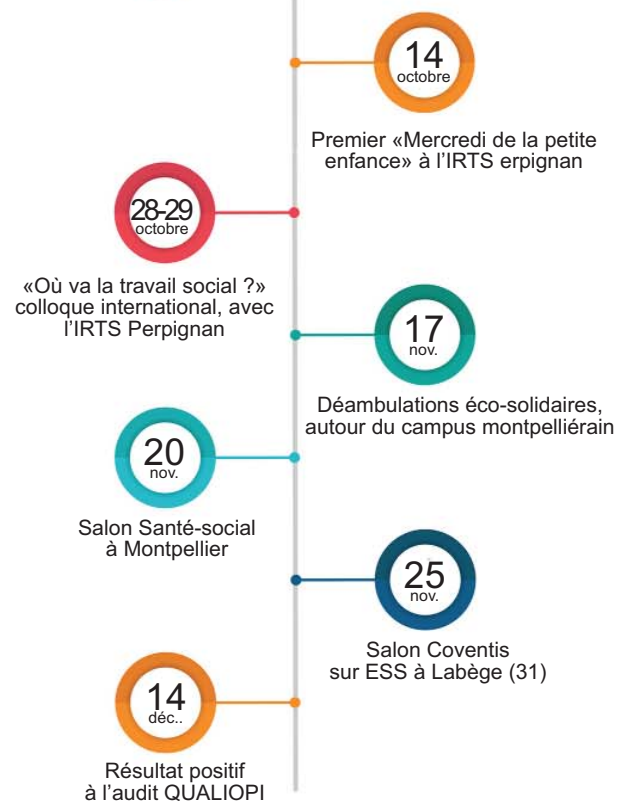 14
octobre
Premier «Mercredi de la petite
enfance» à l’IRTS erpignan
28-29
octobre
«Où va la travail social ?»
colloque international, avec
l’IRTS Perpignan
17
nov.
Déambulations éco-solidaires,
autour du campus montpelliérain
20
nov.
Salon Santé-social
à Montpellier
25
nov.
Salon Coventis
sur ESS à Labège (31)
14
déc..
Résultat positif
à l’audit QUALIOPI